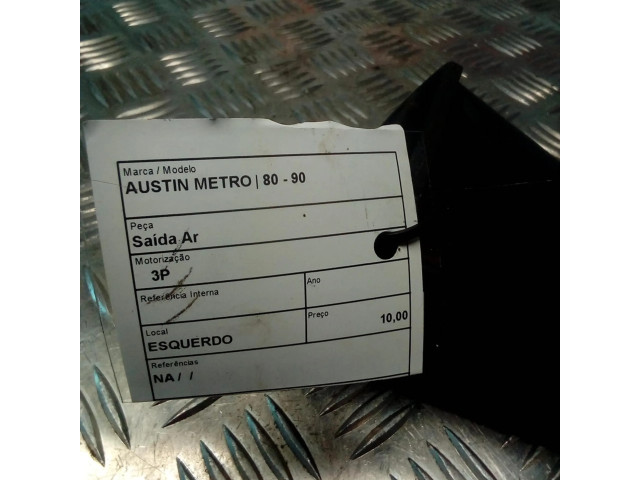 Marca / Modelo
AUSTIN METRO | 80 - 90
Peça
Saída Ar
Motorização
3P
Referência Interna
Ano
Local
ESQUERDO
Preço
10,00
Referências
NA / /